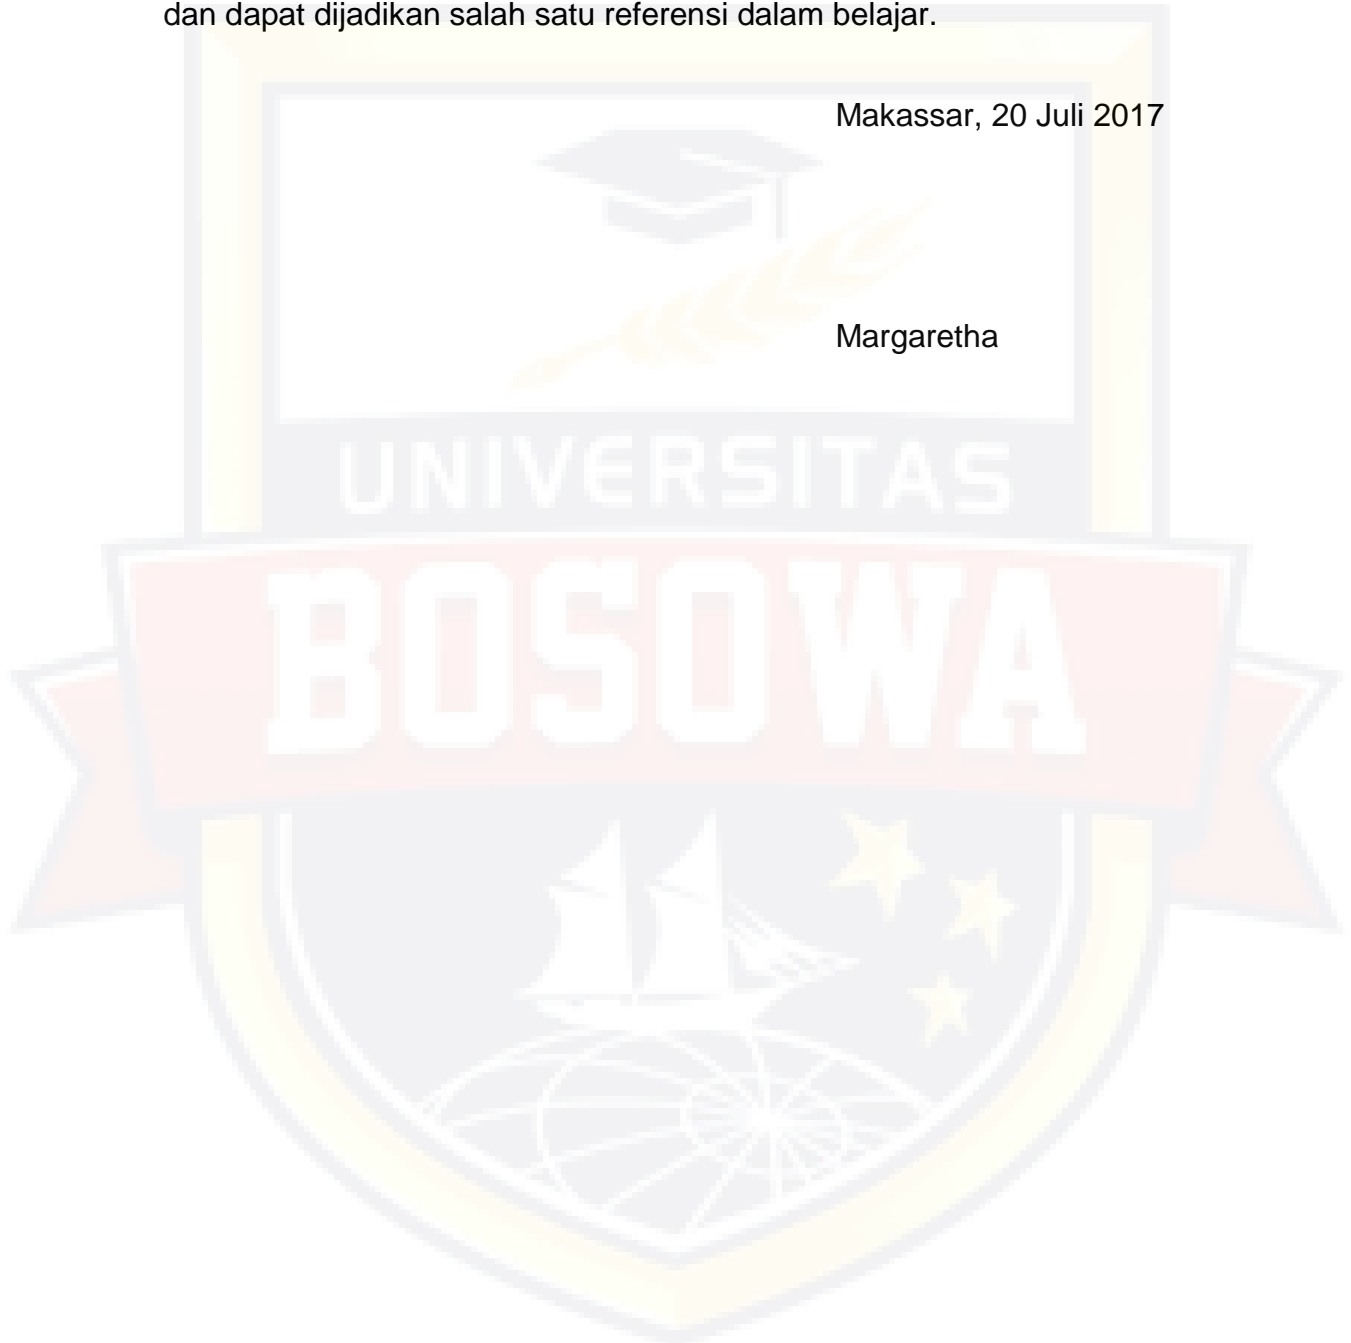 dan dapat dijadikan salah satu referensi dalam belajar.
Makassar, 20 Juli 2017
Margaretha
UNIVERSITAS
BOSOWA